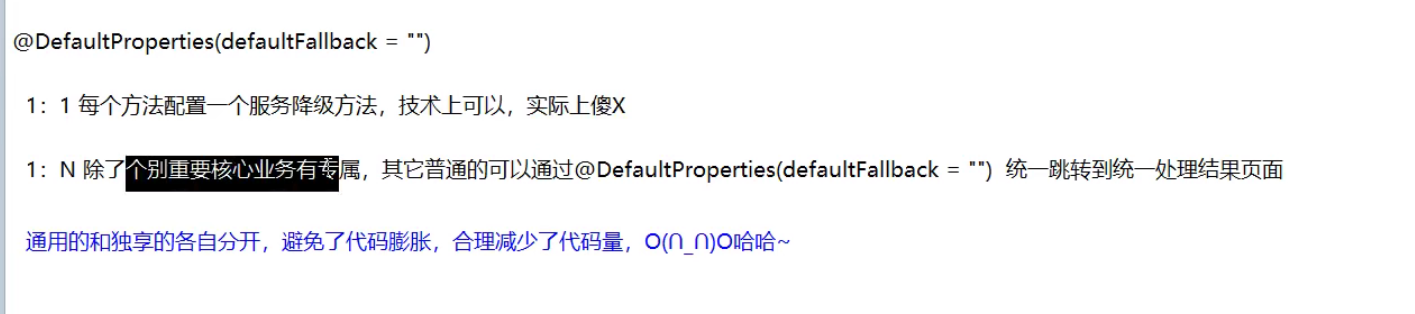 @DefaultProperties(defaultFallback = "")
1：1 每个方法配置一个服务降级方法，技术上可以，实际上傻X
1：N 除了个别重要核心业务有专属，其它普通的可以通过@DefaultProperties(defaultFallback = "") 统一跳转到统一处理结果页面
通用的和独享的各自分开，避免了代码膨胀，合理减少了代码量，O(∩_∩)O哈哈~